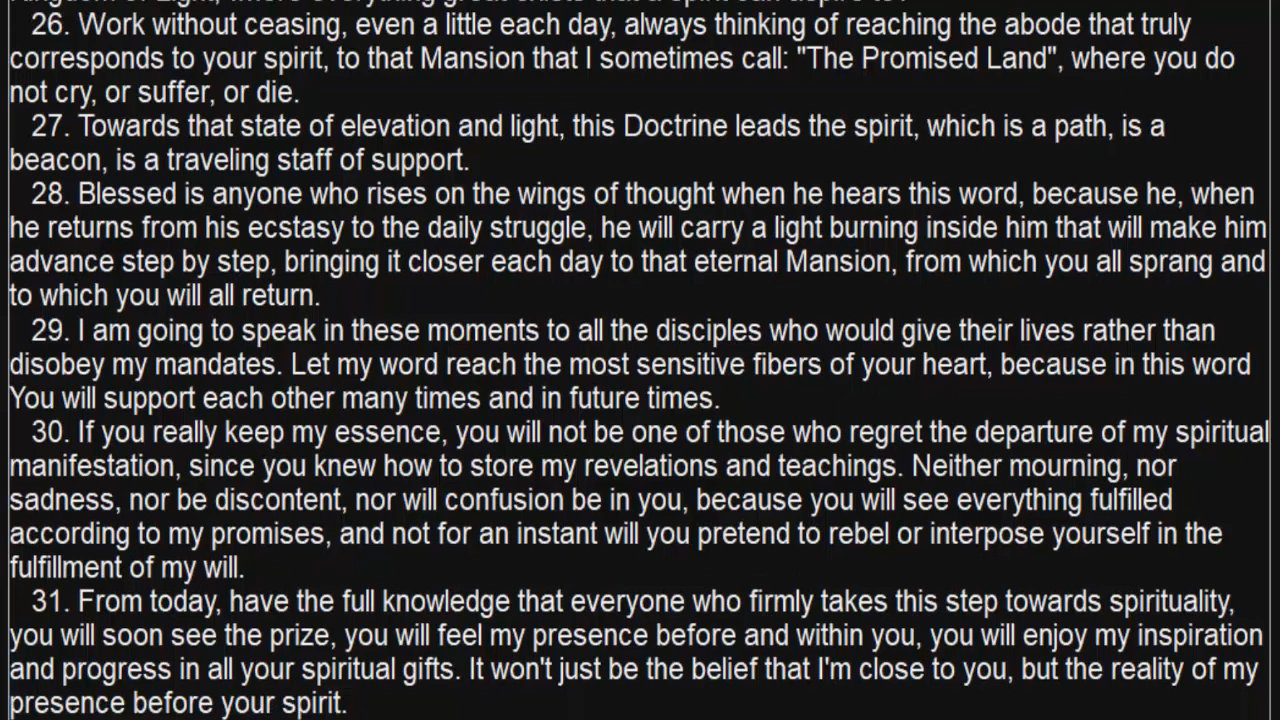 26. Work without ceasing, even a little each day, always thinking of reaching the abode that truly
corresponds to your spirit, to that Mansion that I sometimes call: "The Promised Land", where you do
not cry, or suffer, or die.
27. Towards that state of elevation and light, this Doctrine leads the spirit, which is a path, is a
beacon, is a traveling staff of support.
28. Blessed is anyone who rises on the wings of thought when he hears this word, because he, when
he returns from his ecstasy to the daily struggle, he will carry a light burning inside him that will make him
advance step by step, bringing it closer each day to that eternal Mansion, from which you all sprang and
to which you will all return.
29. I am going to speak in these moments to all the disciples who would give their lives rather than
disobey my mandates. Let my word reach the most sensitive fibers of your heart, because in this word
You will support each other many times and in future times.
30. If you really keep my essence, you will not be one of those who regret the departure of my spiritual
manifestation, since you knew how to store my revelations and teachings. Neither mourning, nor
sadness, nor be discontent, nor will confusion be in you, because you will see everything fulfilled
according to my promises, and not for an instant will you pretend to rebel or interpose yourself in the
fulfillment of my will.
31. From today, have the full knowledge that everyone who firmly takes this step towards spirituality,
you will soon see the prize, you will feel my presence before and within you, you will enjoy my inspiration
and progress in all your spiritual gifts. It won't just be the belief that I'm close to you, but the reality of my
presence before your spirit.